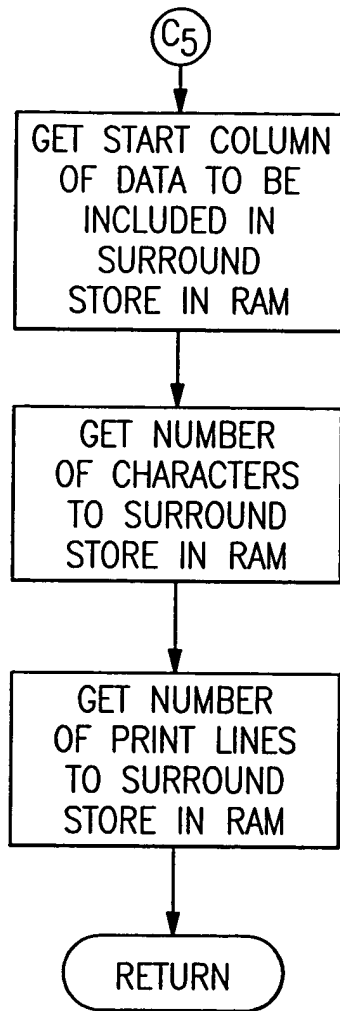 C5
GET START COLUMN
OF DATA TO BE
INCLUDED IN
SURROUND
STORE IN RAM
GET NUMBER
OF CHARACTERS
TO SURROUND
STORE IN RAM
GET NUMBER
OF PRINT LINES
TO SURROUND
STORE IN RAM
RETURN